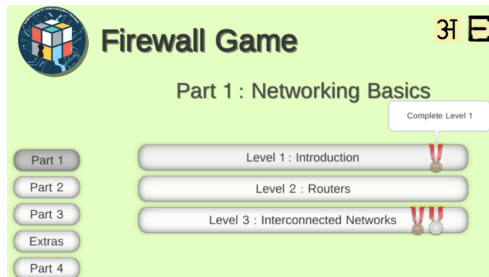 Firewall Game
अ E
Part 1 : Networking Basics
Complete Level 1
Part 1
Level 1 : Introduction
Part 2
Level 2 : Routers
Part 3
Level 3 : Interconnected Networks
Extras
Part 4